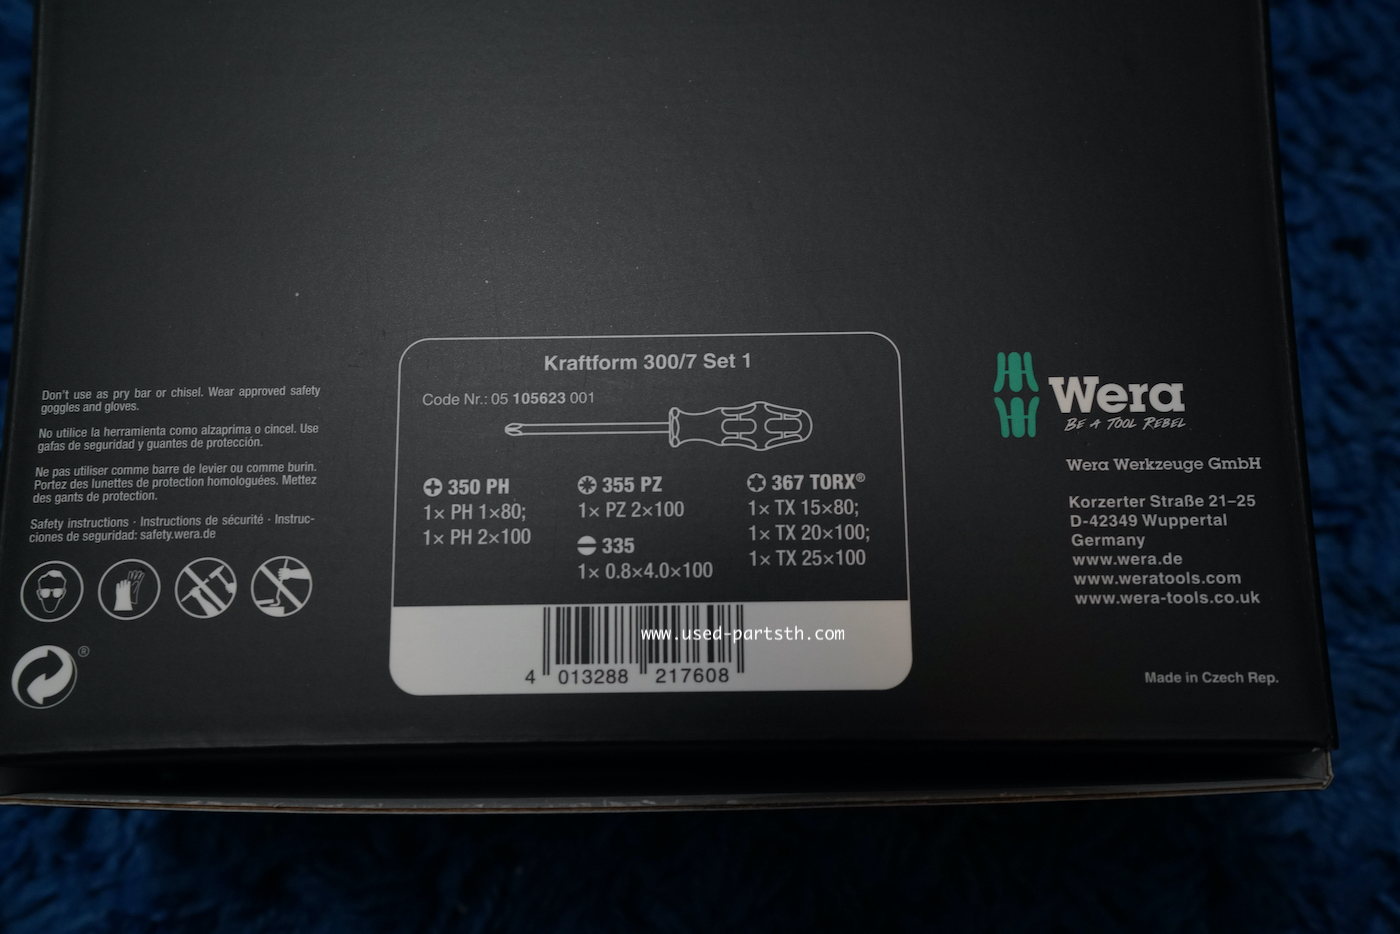 Don't use as pry bar or chisel. Wear approved safety
goggles and gloves.
No utilice la herramienta como alzaprima o cincel. Use
gafas de seguridad y guantes de protección.
Ne pas utiliser comme barre de levier ou comme burin.
Portez des lunettes de protection homologuées. Mettez
des gants de protection.
Safety instructions · Instructions de sécurité · Instruc-
ciones de seguridad: safety.wera.de
®
Kraftform 300/7 Set 1
Code Nr.: 05 105623 001
350 PH
1× PH 1×80;
1× PH 2×100
355 PZ
1× PZ 2×100
335
1× 0.8×4.0×100
367 TORX®
1× TX 15×80;
1× TX 20×100;
1× TX 25×100
www.used-partsth.com
4 013288 217608
Wera
BE A TOOL REBEL
Wera Werkzeuge GmbH
Korzerter Straße 21–25
D-42349 Wuppertal
Germany
www.wera.de
www.weratools.com
www.wera-tools.co.uk
Made in Czech Rep.